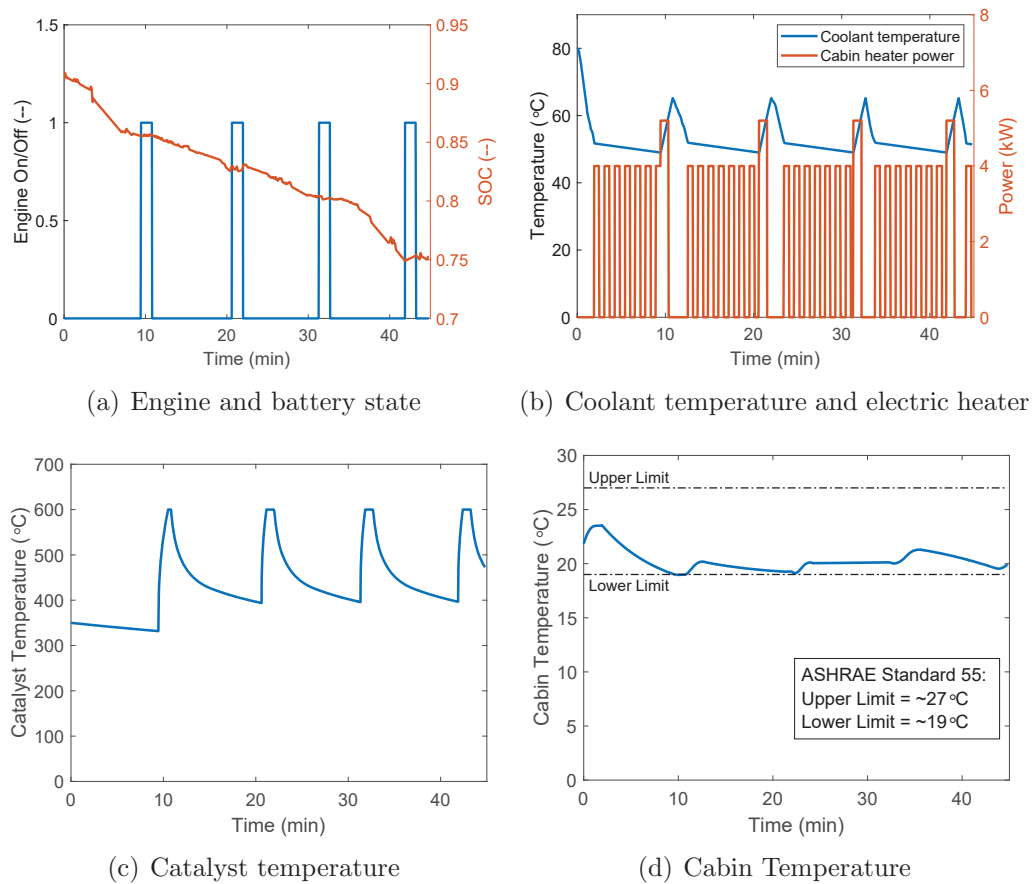 1.5
1
0.5
0
Engine On/Off (--)
0.95
0.9
0.85
0.8
0.75
0.7
SOC (--)
0 10 20 30 40
Time (min)
(a) Engine and battery state
80
60
40
20
0
Temperature (°C)
Coolant temperature
Cabin heater power
8
6
4
2
0
Power (kW)
0 10 20 30 40
Time (min)
(b) Coolant temperature and electric heater
700
600
500
400
300
200
100
0
Catalyst Temperature (°C)
0 10 20 30 40
Time (min)
(c) Catalyst temperature
30
25
20
15
10
5
0
Cabin Temperature (°C)
Upper Limit
Lower Limit
ASHRAE Standard 55:
Upper Limit = ~27°C
Lower Limit = ~19°C
0 10 20 30 40
Time (min)
(d) Cabin Temperature